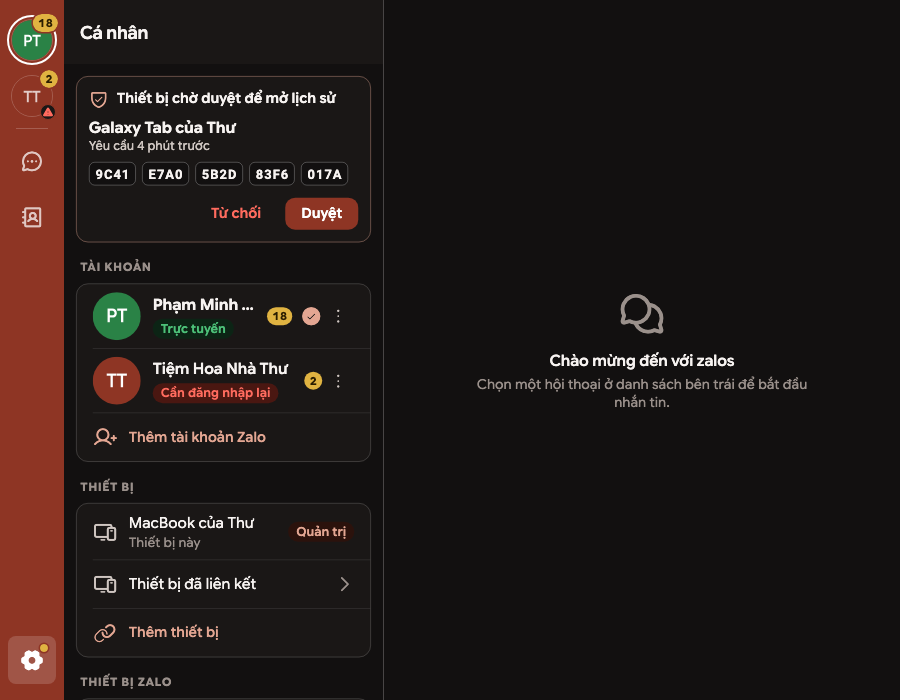 18
PT
2
TT
Cá nhân
Thiết bị chờ duyệt để mở lịch sử
Galaxy Tab của Thư
Yêu cầu 4 phút trước
9C41 E7A0 5B2D 83F6 017A
Từ chối
Duyệt
TÀI KHOẢN
PT
Phạm Minh ...
18
Trực tuyến
TT
Tiệm Hoa Nhà Thư
2
Cần đăng nhập lại
Thêm tài khoản Zalo
THIẾT BỊ
MacBook của Thư
Thiết bị này
Quản trị
Thiết bị đã liên kết
Thêm thiết bị
THIẾT BỊ ZALO
Chào mừng đến với zalos
Chọn một hội thoại ở danh sách bên trái để bắt đầu
nhắn tin.